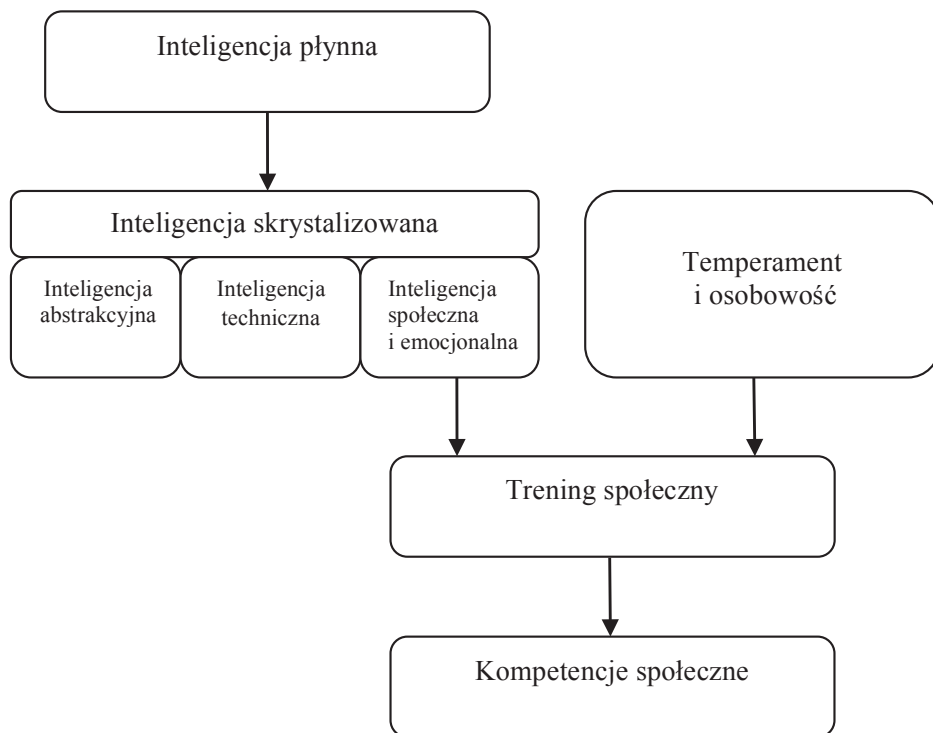 Inteligencja płynna
Inteligencja skrystalizowana
Inteligencja
abstrakcyjna
Inteligencja
techniczna
Inteligencja
społeczna
i emocjonalna
Temperament
i osobowość
Trening społeczny
Kompetencje społeczne